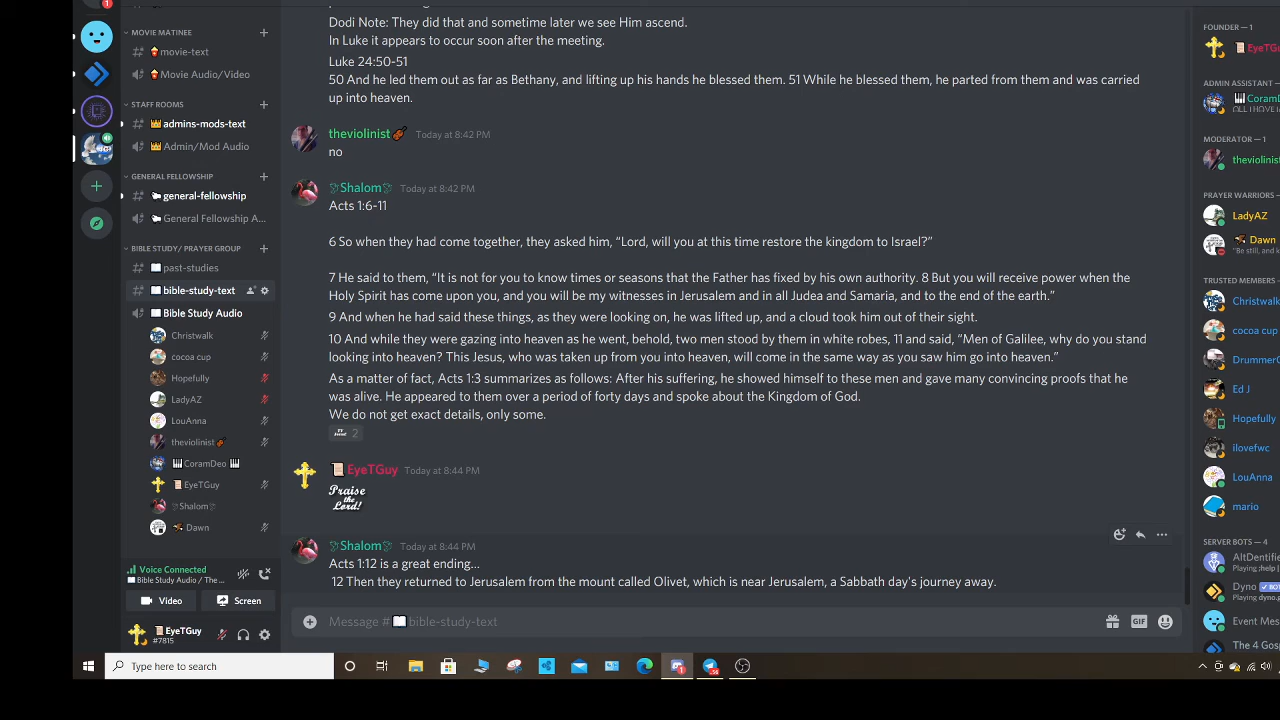 1
MOVIE MATINEE
movie-text
Movie Audio/Video
STAFF ROOMS
admins-mods-text
Admin/Mod Audio
GENERAL FELLOWSHIP
general-fellowship
General Fellowship A...
BIBLE STUDY/ PRAYER GROUP
past-studies
bible-study-text
Bible Study Audio
Christwalk
cocoa cup
Hopefully
LadyAZ
LouAnna
theviolinist
CoramDeo
EyeTGuy
Shalom
Dawn
Voice Connected
Bible Study Audio / The ...
Video
Screen
EyeTGuy
#7815
Dodi Note: They did that and sometime later we see Him ascend.
In Luke it appears to occur soon after the meeting.
Luke 24:50-51
50 And he led them out as far as Bethany, and lifting up his hands he blessed them. 51 While he blessed them, he parted from them and was carried
up into heaven.
theviolinist Today at 8:42 PM
no
Shalom Today at 8:42 PM
Acts 1:6-11
6 So when they had come together, they asked him, “Lord, will you at this time restore the kingdom to Israel?”
7 He said to them, “It is not for you to know times or seasons that the Father has fixed by his own authority. 8 But you will receive power when the
Holy Spirit has come upon you, and you will be my witnesses in Jerusalem and in all Judea and Samaria, and to the end of the earth.”
9 And when he had said these things, as they were looking on, he was lifted up, and a cloud took him out of their sight.
10 And while they were gazing into heaven as he went, behold, two men stood by them in white robes, 11 and said, “Men of Galilee, why do you stand
looking into heaven? This Jesus, who was taken up from you into heaven, will come in the same way as you saw him go into heaven.”
As a matter of fact, Acts 1:3 summarizes as follows: After his suffering, he showed himself to these men and gave many convincing proofs that he
was alive. He appeared to them over a period of forty days and spoke about the Kingdom of God.
We do not get exact details, only some.
2
EyeTGuy Today at 8:44 PM
Praise
the
Lord!
Shalom Today at 8:44 PM
Acts 1:12 is a great ending...
12 Then they returned to Jerusalem from the mount called Olivet, which is near Jerusalem, a Sabbath day's journey away.
Message # bible-study-text
GIF
FOUNDER — 1
EyeTG
ADMIN ASSISTANT —
Coram
ALL I HAVE I
MODERATOR — 1
theviolinis
PRAYER WARRIORS —
LadyAZ
Dawn
"Be still, and k
TRUSTED MEMBERS —
Christwalk
cocoa cup
DrummerG
Ed J
Hopefully
ilovefwc
LouAnna
mario
SERVER BOTS — 4
AltDentifier
Playing ;help |
Dyno BO
Playing dyno.g
Event Mes
The 4 Gosp
Type here to search